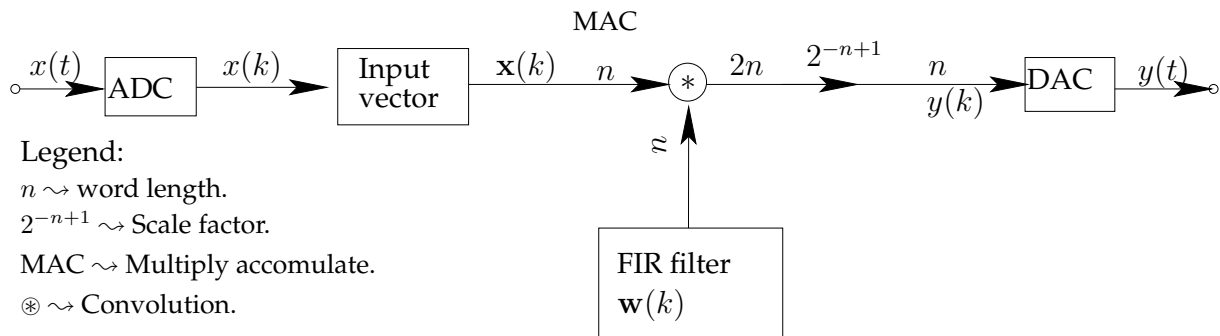 MAC
x(t) ADC x(k) Input vector 𝐱(k) n ⊛ 2n 2⁻ⁿ⁺¹ n y(k) DAC y(t)
n
FIR filter
𝐰(k)
Legend:
n ⤳ word length.
2⁻ⁿ⁺¹ ⤳ Scale factor.
MAC ⤳ Multiply accomulate.
⊛ ⤳ Convolution.